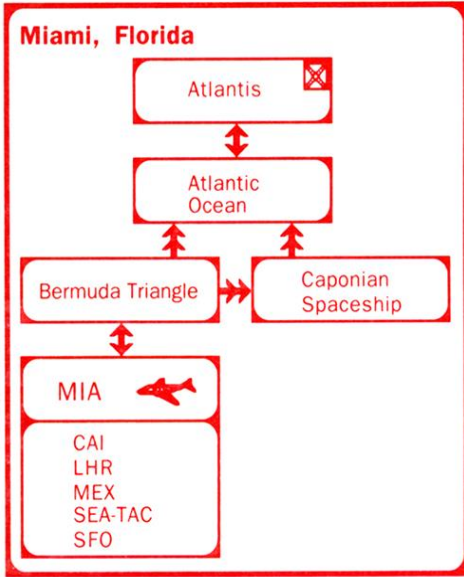 Miami, Florida
Atlantis
Atlantic
Ocean
Bermuda Triangle
Caponian
Spaceship
MIA
CAI
LHR
MEX
SEA-TAC
SFO